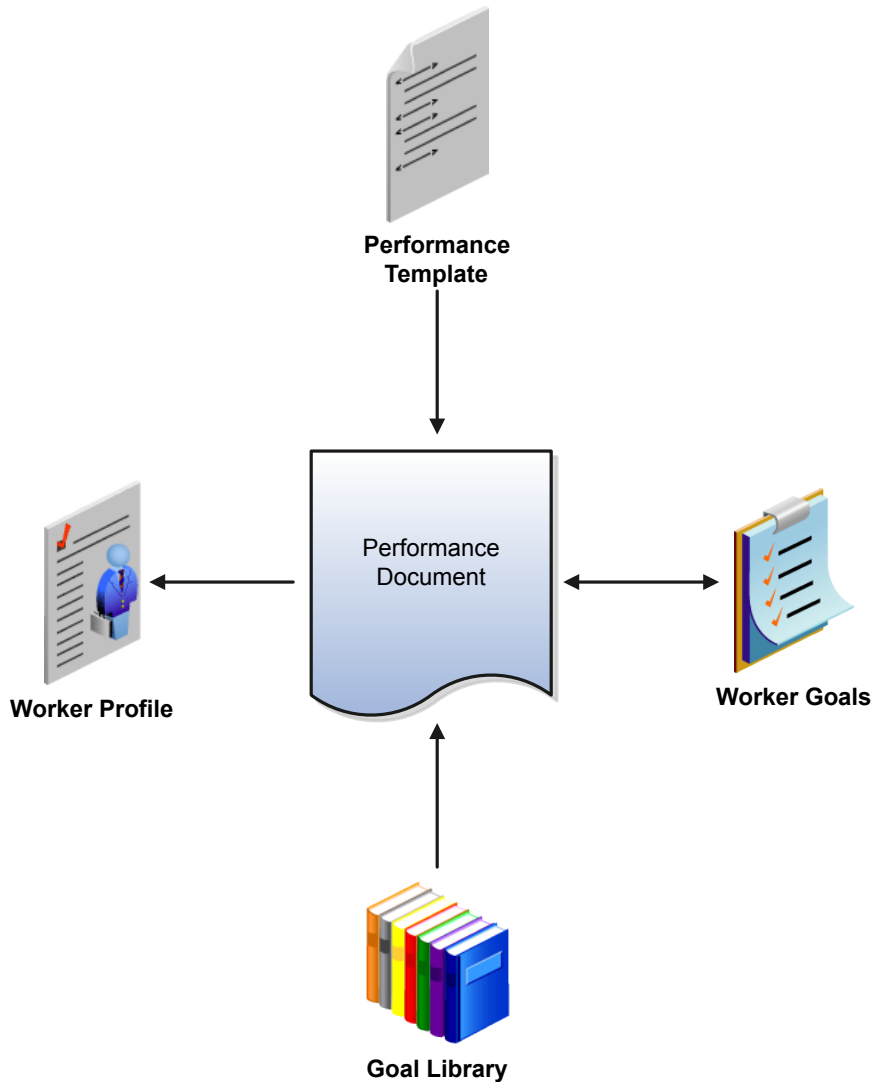 Performance
Template
Performance
Document
Worker Profile
Worker Goals
Goal Library